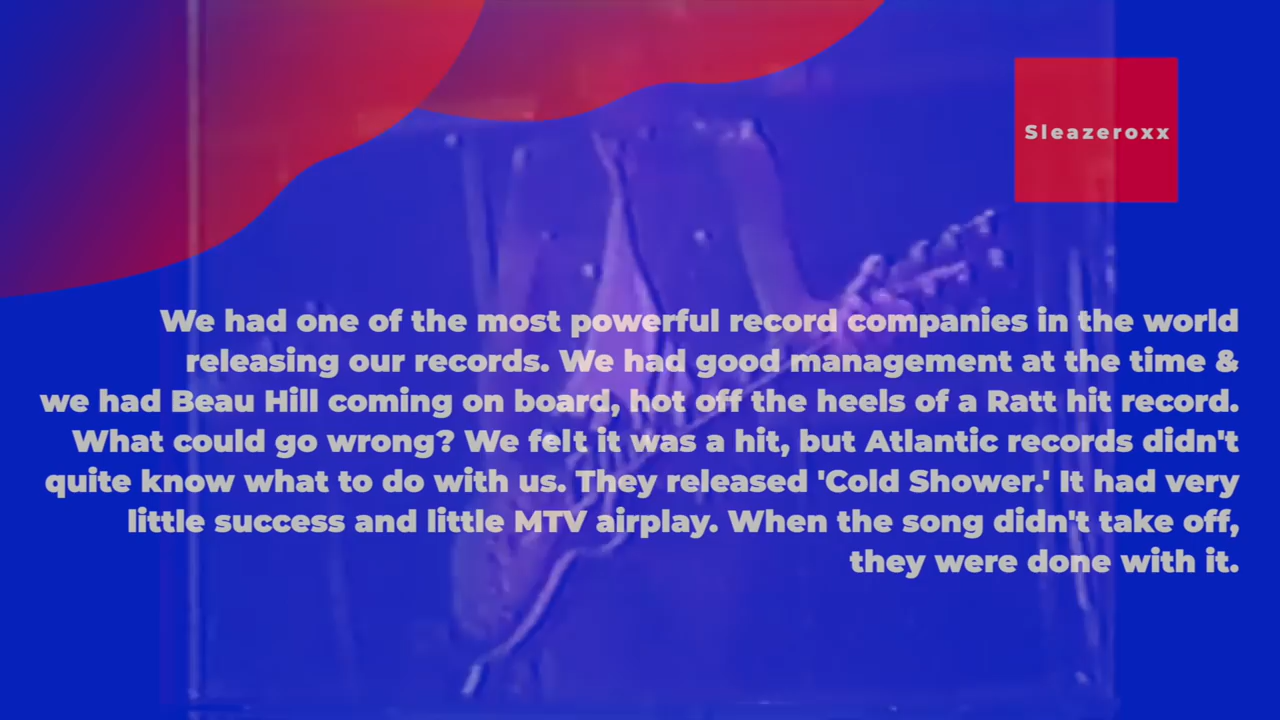 Sleazeroxx
We had one of the most powerful record companies in the world
releasing our records. We had good management at the time &
we had Beau Hill coming on board, hot off the heels of a Ratt hit record.
What could go wrong? We felt it was a hit, but Atlantic records didn't
quite know what to do with us. They released 'Cold Shower.' It had very
little success and little MTV airplay. When the song didn't take off,
they were done with it.